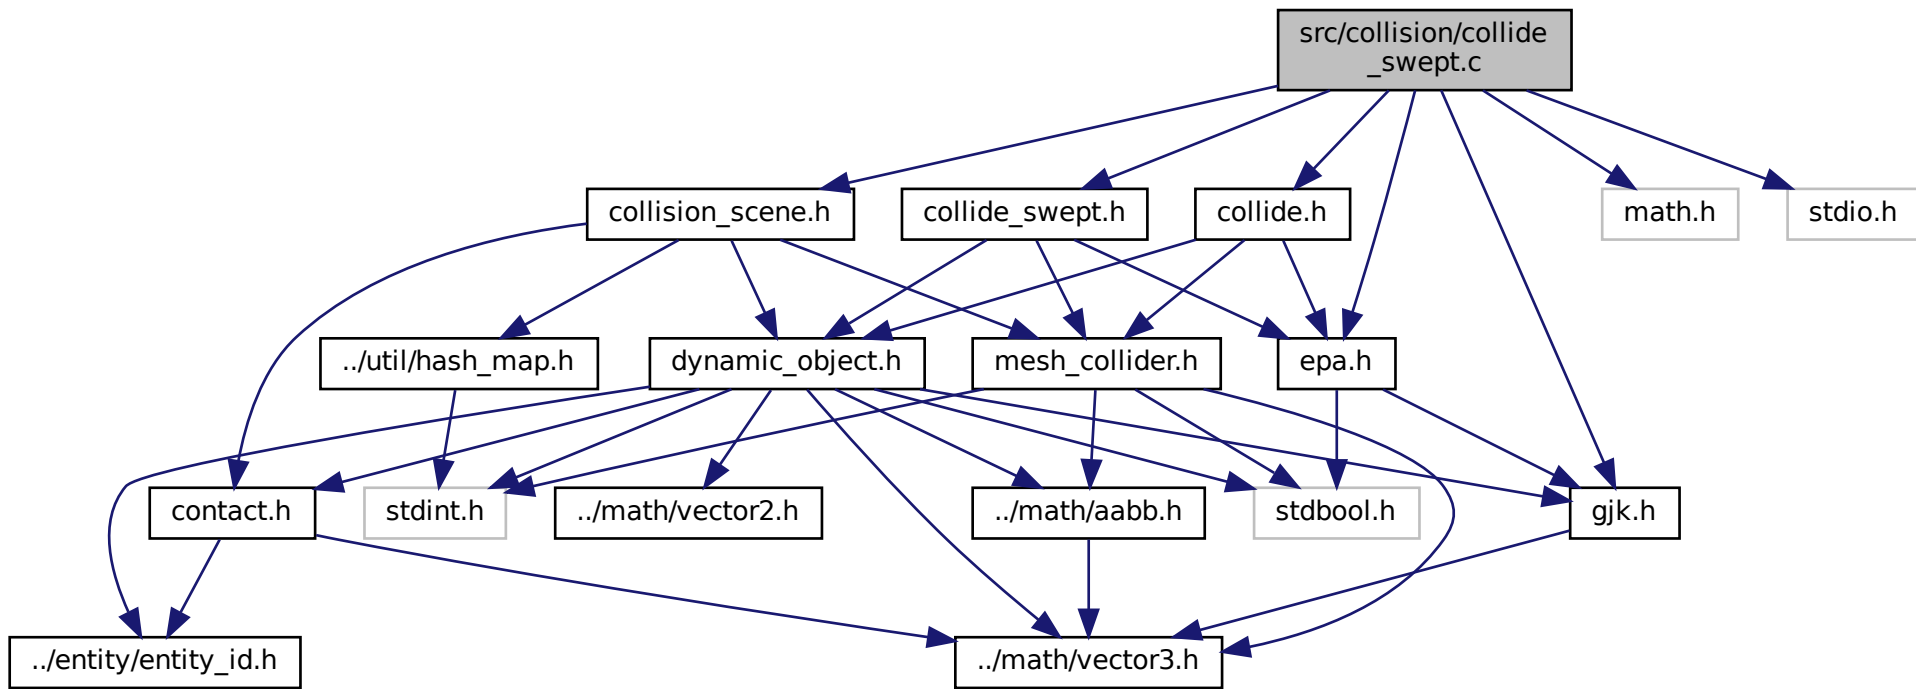 src/collision/collide
_swept.c
collision_scene.h
collide_swept.h
collide.h
math.h
stdio.h
../util/hash_map.h
dynamic_object.h
mesh_collider.h
epa.h
contact.h
stdint.h
../math/vector2.h
../math/aabb.h
stdbool.h
gjk.h
../entity/entity_id.h
../math/vector3.h